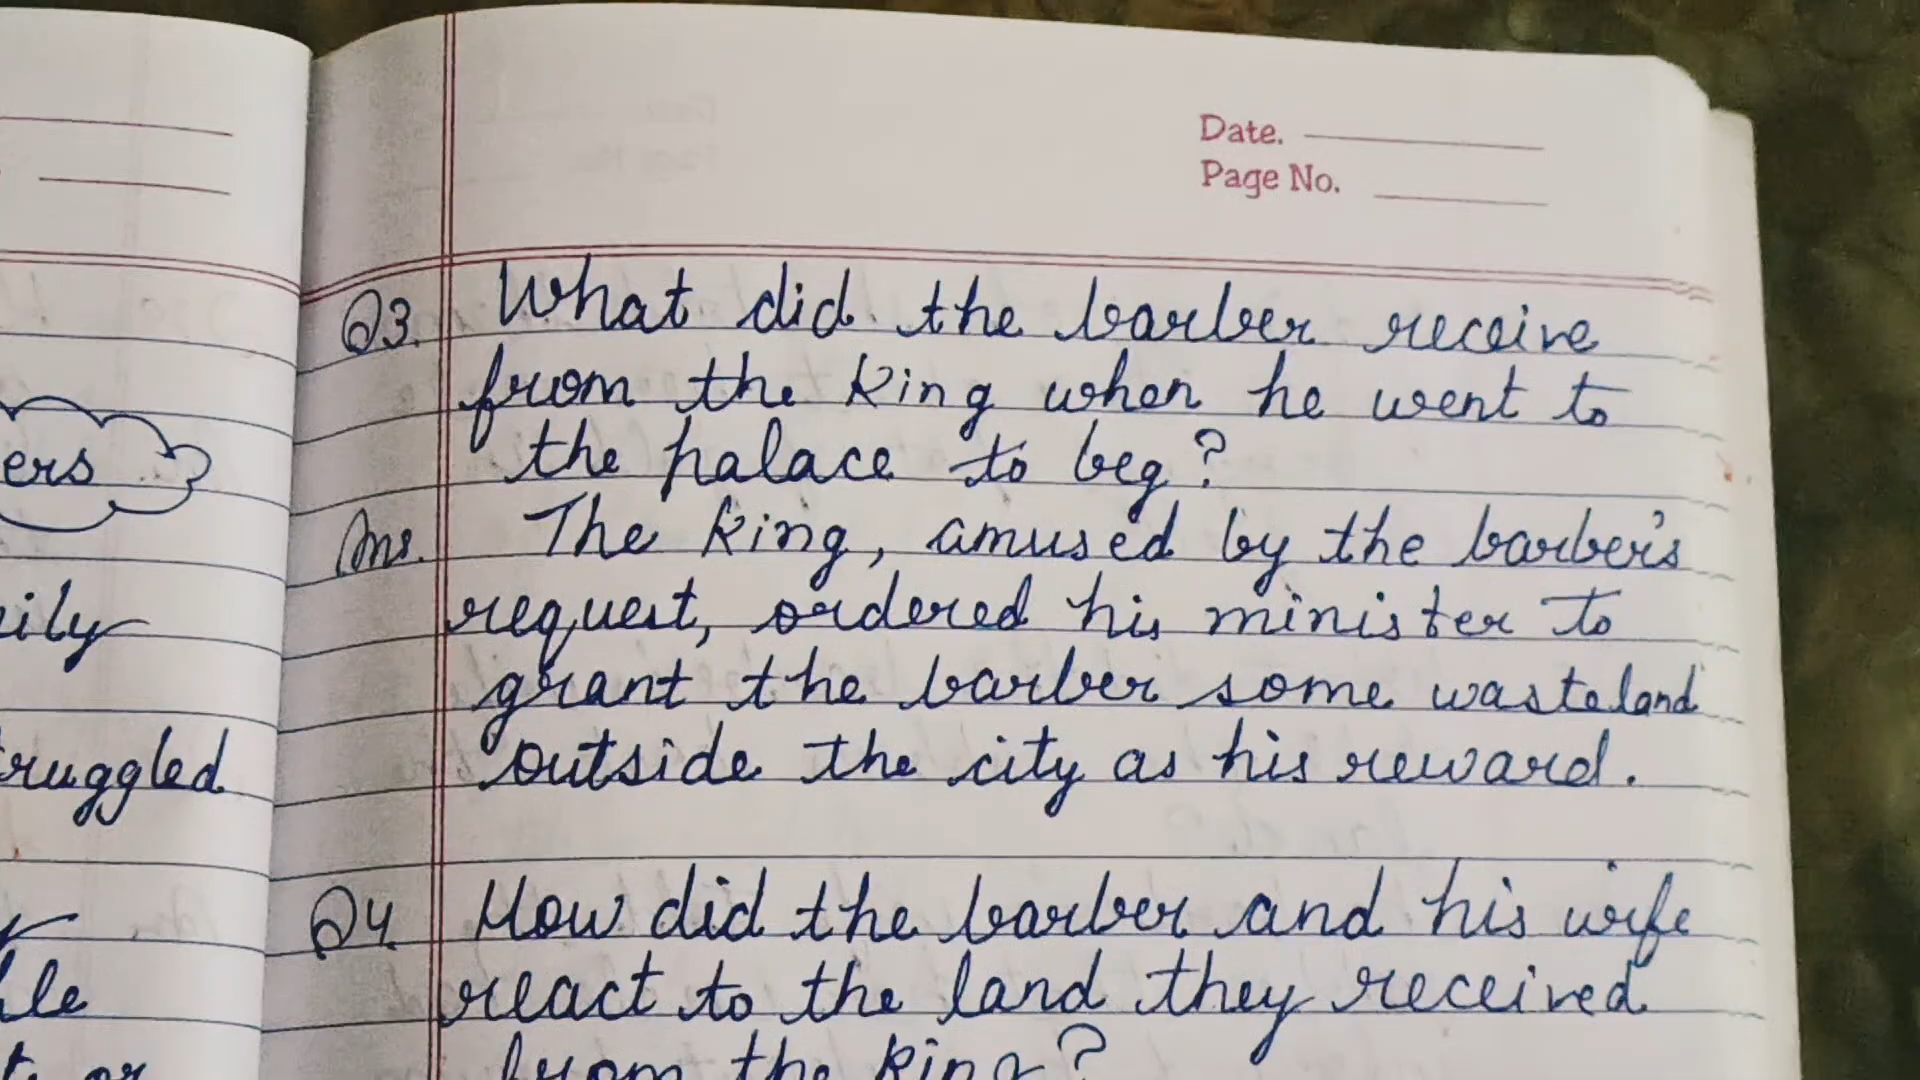 ers
ily
ruggled
le
Date.
Page No.
Q3. What did the barber receive
from the king when he went to
the palace to beg?
Ans. The king, amused by the barber's
request, ordered his minister to
grant the barber some wasteland
outside the city as his reward.
Q4. How did the barber and his wife
react to the land they received
from the king?